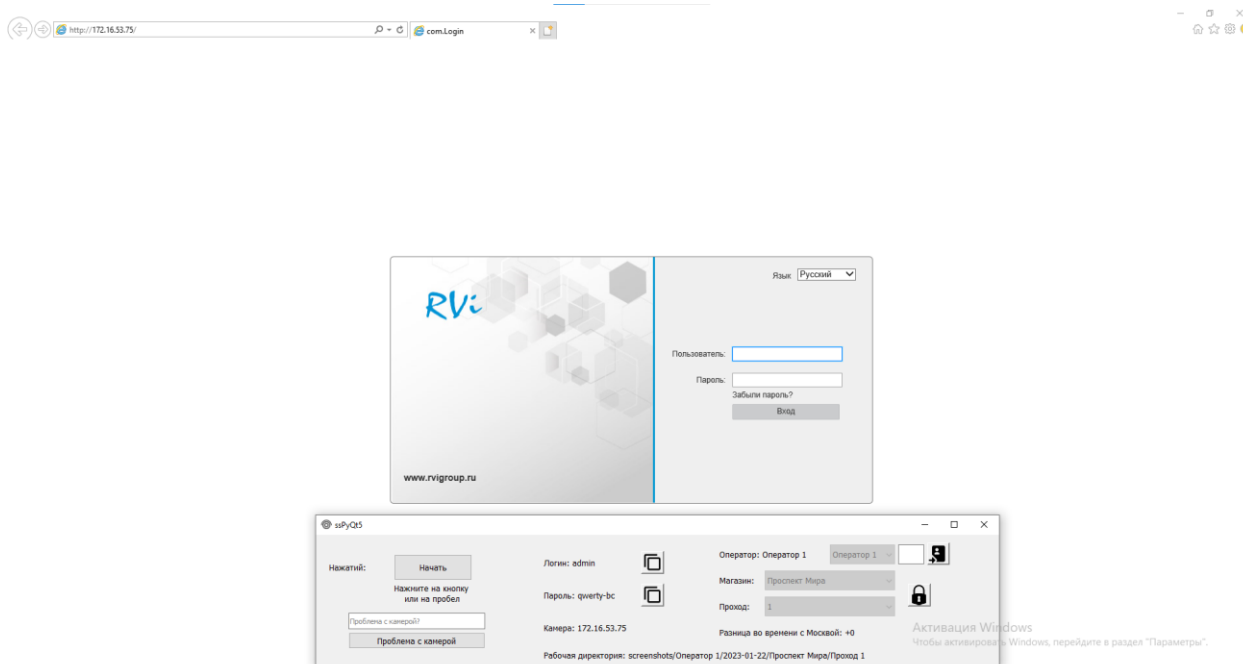 http://172.16.53.75/
com.Login
RVi
Язык Русский
Пользователь:
Пароль:
Забыли пароль?
Вход
www.rvigroup.ru
ssPyQt5
Нажатий:
Начать
Нажмите на кнопку
или на пробел
Проблема с камерой?
Проблема с камерой
Логин: admin
Пароль: qwerty-bc
Камера: 172.16.53.75
Рабочая директория: screenshots/Оператор 1/2023-01-22/Проспект Мира/Проход 1
Оператор: Оператор 1 Оператор 1
Магазин: Проспект Мира
Проход: 1
Разница во времени с Москвой: +0
Активация Windows
Чтобы активировать Windows, перейдите в раздел "Параметры".